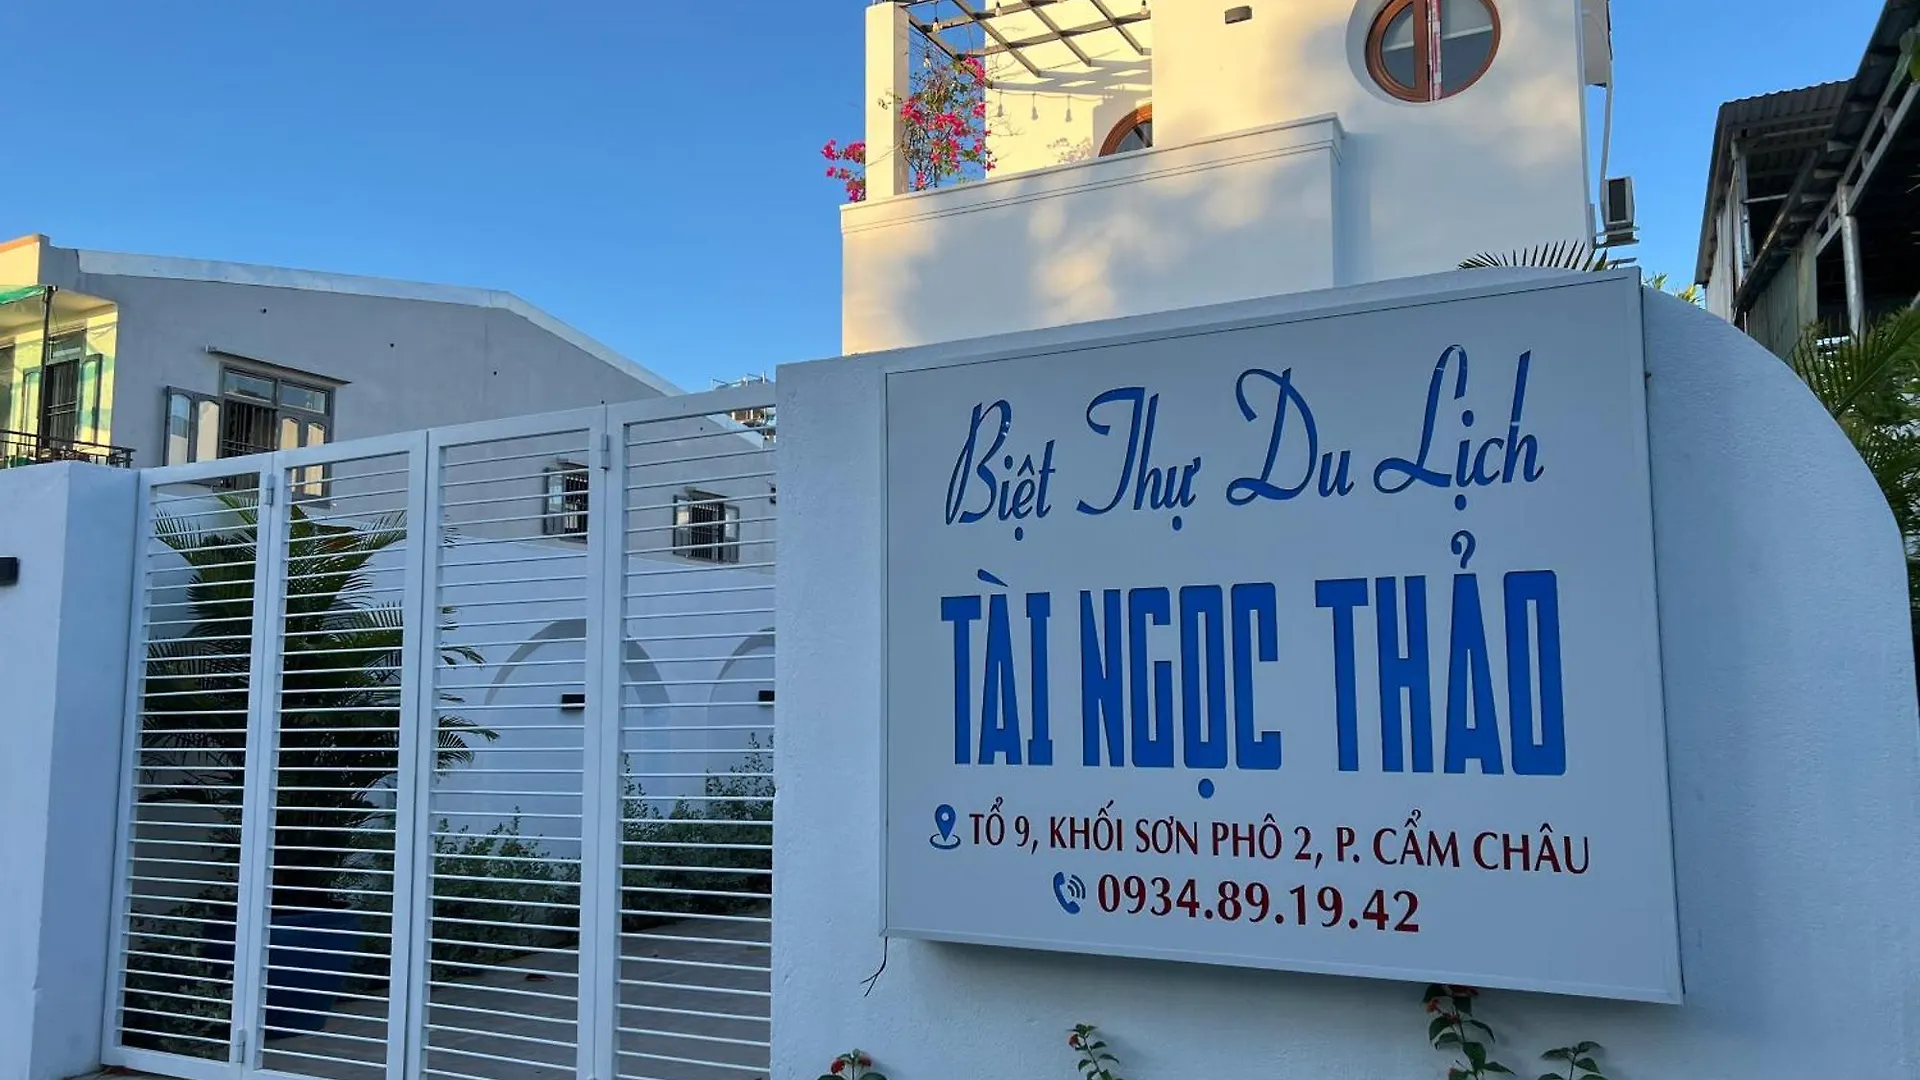 Biệt Thự Du Lịch
TÀI NGỌC THẢO
TỔ 9, KHỐI SƠN PHÔ 2, P. CẨM CHÂU
0934.89.19.42